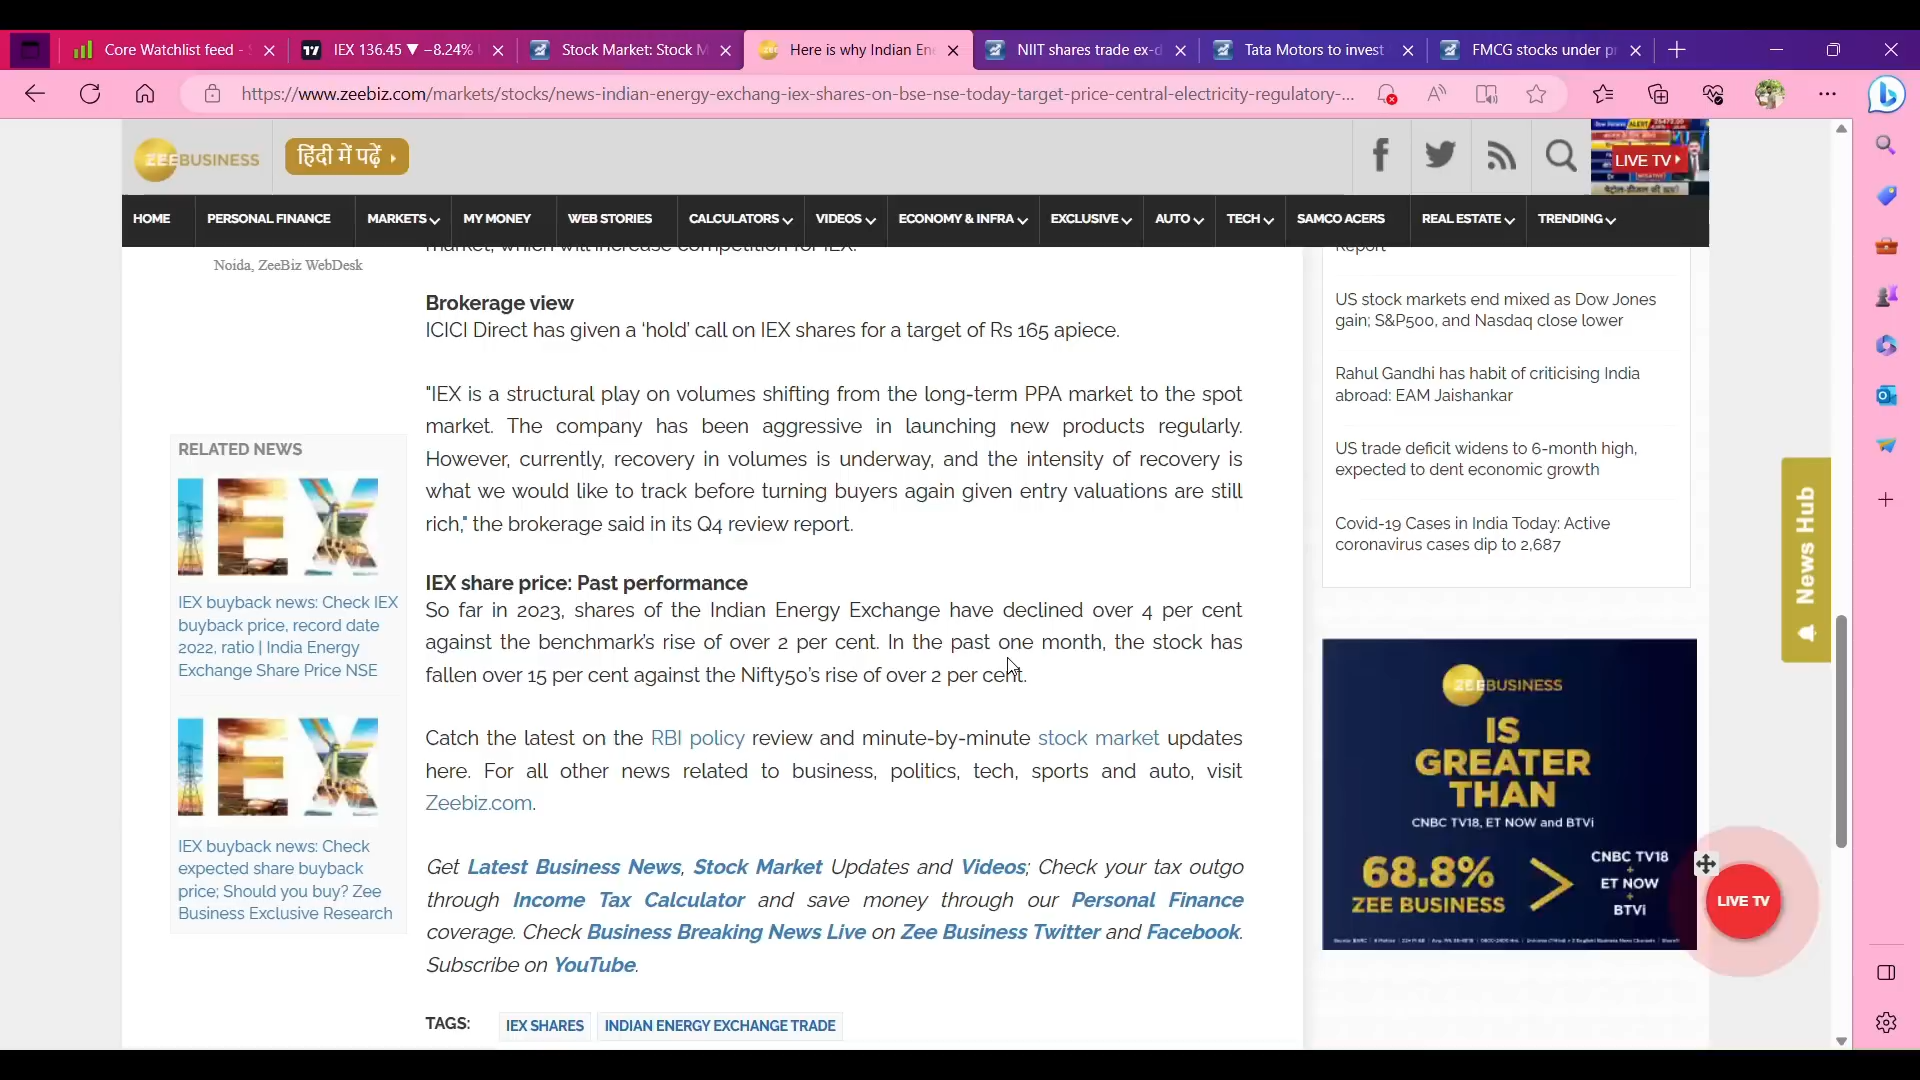 Core Watchlist feed -
IEX 136.45 ▼ −8.24%
Stock Market: Stock M
Here is why Indian En
NIIT shares trade ex-d
Tata Motors to invest
FMCG stocks under p
https://www.zeebiz.com/markets/stocks/news-indian-energy-exchang-iex-shares-on-bse-nse-today-target-price-central-electricity-regulatory-...
ZEEBUSINESS
हिंदी में पढ़ें
LIVE TV
HOME
PERSONAL FINANCE
MARKETS
MY MONEY
WEB STORIES
CALCULATORS
VIDEOS
ECONOMY & INFRA
EXCLUSIVE
AUTO
TECH
SAMCO ACERS
REAL ESTATE
TRENDING
market, which will increase competition for IEX.
Noida, ZeeBiz WebDesk
Brokerage view
ICICI Direct has given a ‘hold’ call on IEX shares for a target of Rs 165 apiece.
"IEX is a structural play on volumes shifting from the long-term PPA market to the spot
market. The company has been aggressive in launching new products regularly.
However, currently, recovery in volumes is underway, and the intensity of recovery is
what we would like to track before turning buyers again given entry valuations are still
rich," the brokerage said in its Q4 review report.
IEX share price: Past performance
So far in 2023, shares of the Indian Energy Exchange have declined over 4 per cent
against the benchmark’s rise of over 2 per cent. In the past one month, the stock has
fallen over 15 per cent against the Nifty50’s rise of over 2 per cent.
Catch the latest on the RBI policy review and minute-by-minute stock market updates
here. For all other news related to business, politics, tech, sports and auto, visit
Zeebiz.com.
Get Latest Business News, Stock Market Updates and Videos; Check your tax outgo
through Income Tax Calculator and save money through our Personal Finance
coverage. Check Business Breaking News Live on Zee Business Twitter and Facebook.
Subscribe on YouTube.
TAGS:
IEX SHARES
INDIAN ENERGY EXCHANGE TRADE
RELATED NEWS
IEX
IEX buyback news: Check IEX
buyback price, record date
2022, ratio | India Energy
Exchange Share Price NSE
IEX
IEX buyback news: Check
expected share buyback
price; Should you buy? Zee
Business Exclusive Research
Report
US stock markets end mixed as Dow Jones
gain; S&P500, and Nasdaq close lower
Rahul Gandhi has habit of criticising India
abroad: EAM Jaishankar
US trade deficit widens to 6-month high,
expected to dent economic growth
Covid-19 Cases in India Today: Active
coronavirus cases dip to 2,687
News Hub
ZEEBUSINESS
IS
GREATER
THAN
CNBC TV18, ET NOW and BTVi
68.8%
ZEE BUSINESS
>
CNBC TV18
+
ET NOW
+
BTVi
LIVE TV